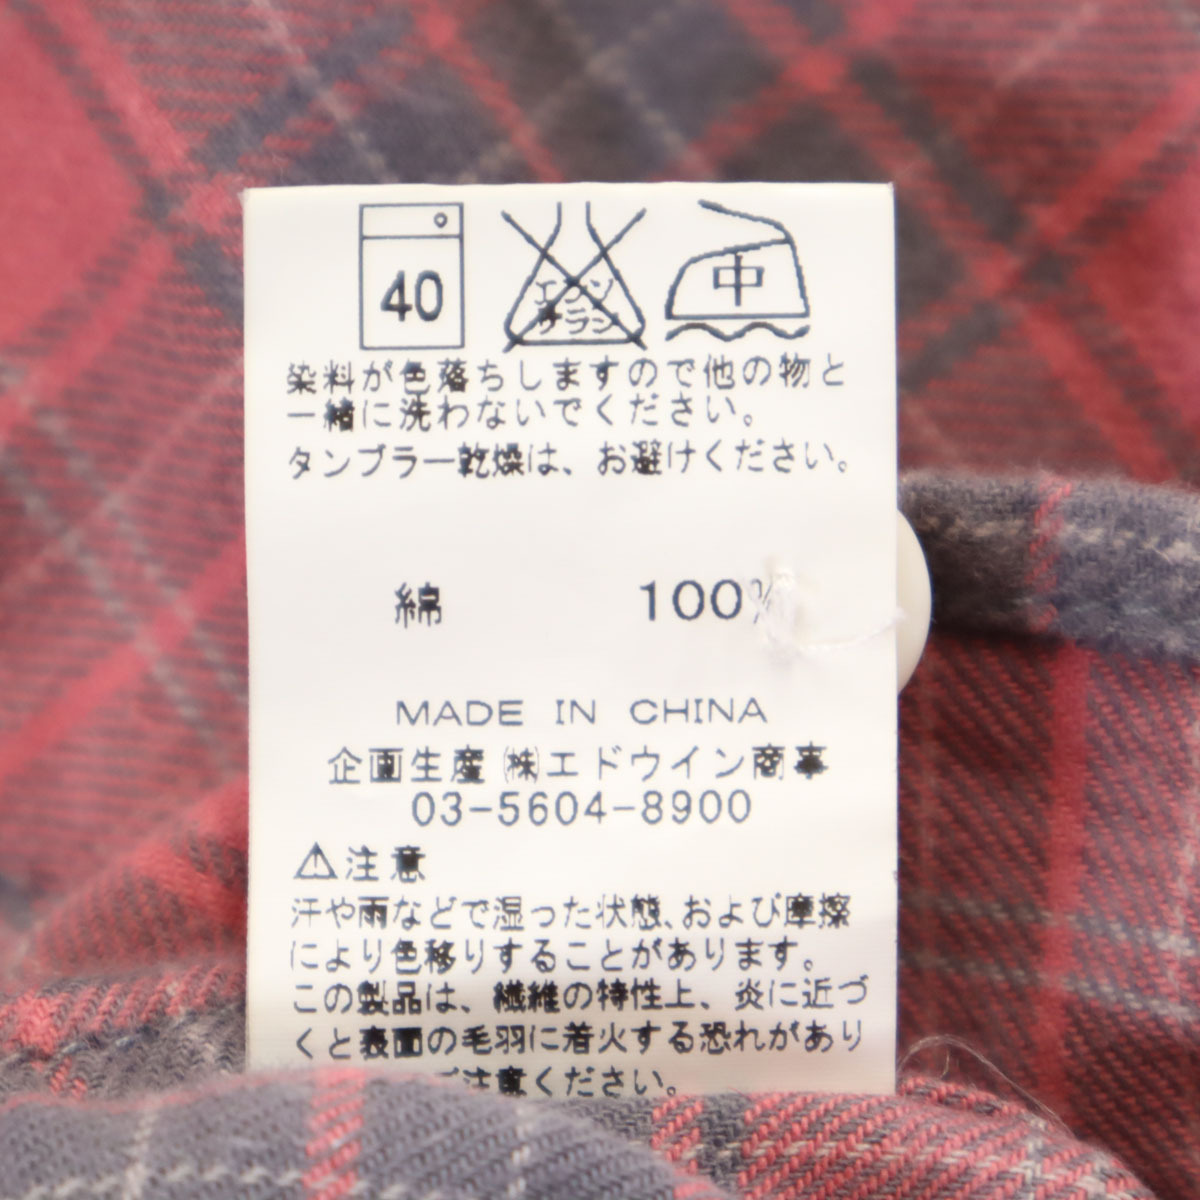 40
エンソ
サラシ
中
染料が色落ちしますので他の物と
一緒に洗わないでください。
タンブラー乾燥は、お避けください。
綿 100%
MADE IN CHINA
企画生産 ㈱エドウイン商事
03-5604-8900
⚠注意
汗や雨などで湿った状態、および摩擦
により色移りすることがあります。
この製品は、繊維の特性上、炎に近づ
くと表面の毛羽に着火する恐れがあり
ご注意ください。